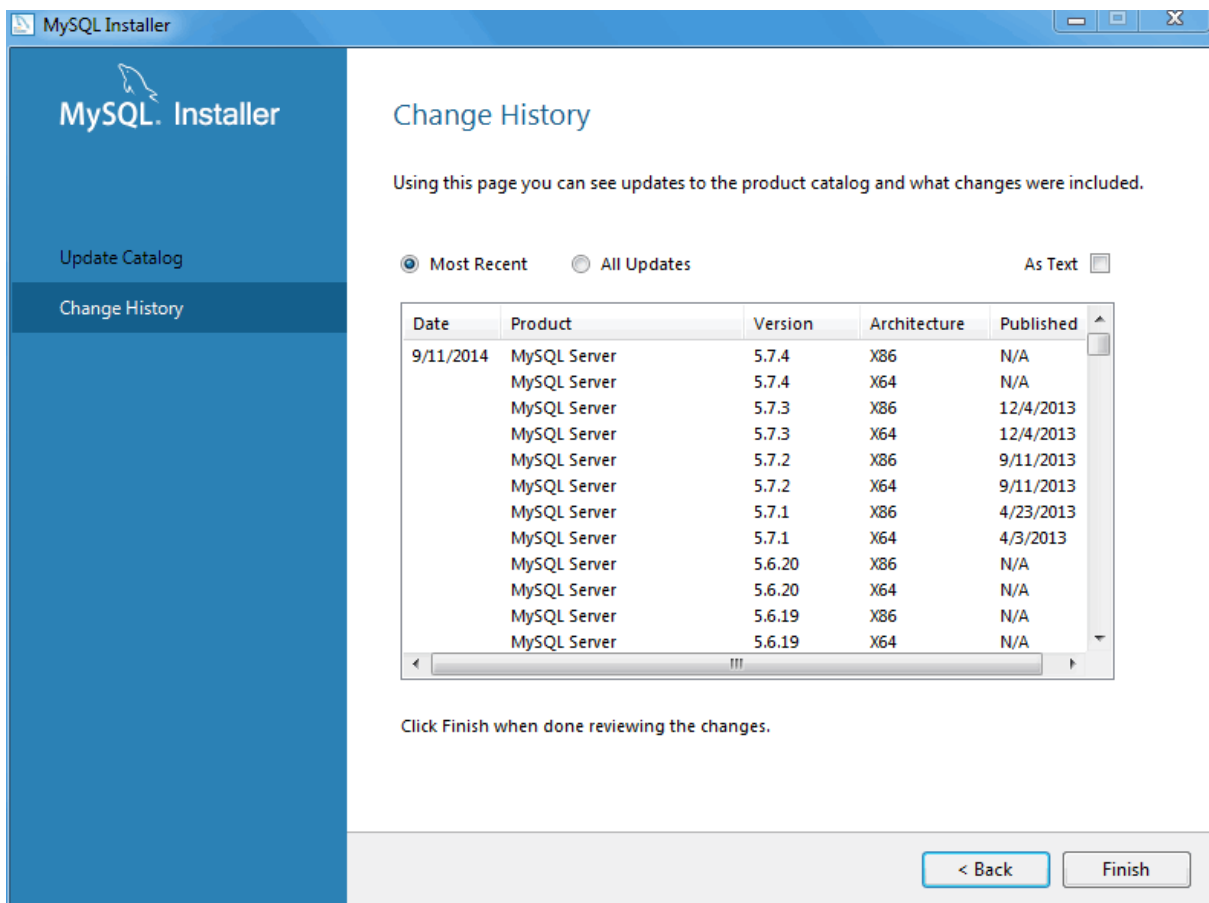 MySQL Installer
MySQL. Installer
Update Catalog
Change History
Change History
Using this page you can see updates to the product catalog and what changes were included.
Most Recent All Updates As Text
Date Product Version Architecture Published
9/11/2014 MySQL Server 5.7.4 X86 N/A
MySQL Server 5.7.4 X64 N/A
MySQL Server 5.7.3 X86 12/4/2013
MySQL Server 5.7.3 X64 12/4/2013
MySQL Server 5.7.2 X86 9/11/2013
MySQL Server 5.7.2 X64 9/11/2013
MySQL Server 5.7.1 X86 4/23/2013
MySQL Server 5.7.1 X64 4/3/2013
MySQL Server 5.6.20 X86 N/A
MySQL Server 5.6.20 X64 N/A
MySQL Server 5.6.19 X86 N/A
MySQL Server 5.6.19 X64 N/A
Click Finish when done reviewing the changes.
< Back Finish